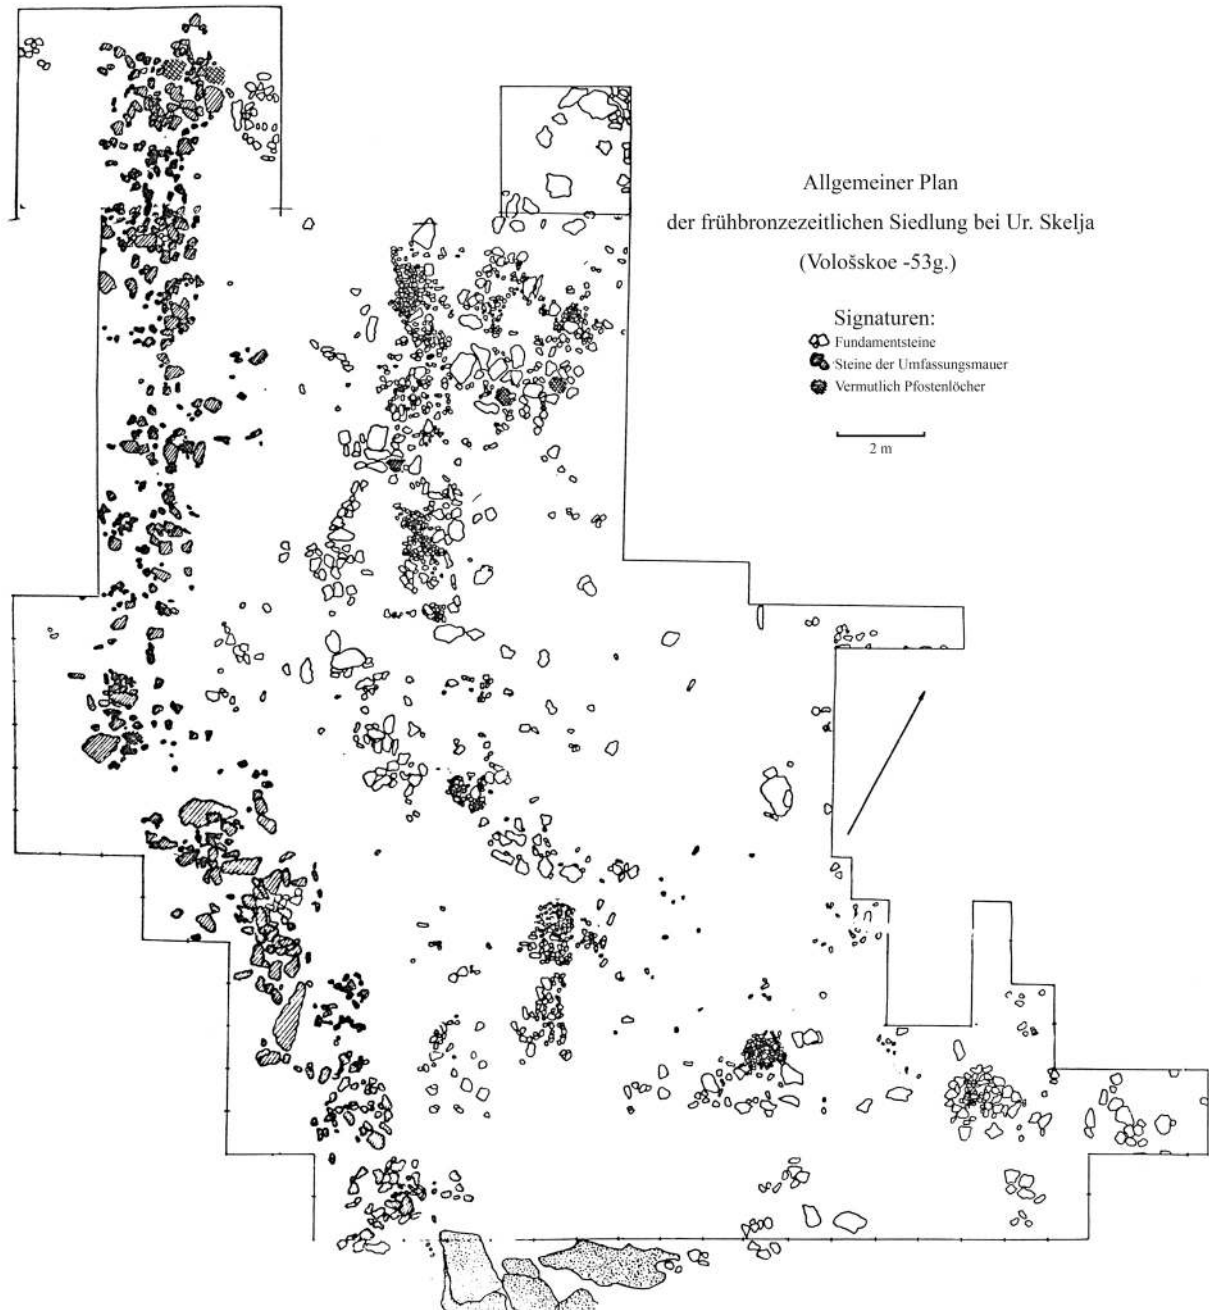 Allgemeiner Plan
der frühbronzezeitlichen Siedlung bei Ur. Skelja
(Vološskoe -53g.)
Signaturen:
Fundamentsteine
Steine der Umfassungsmauer
Vermutlich Pfostenlöcher
2 m